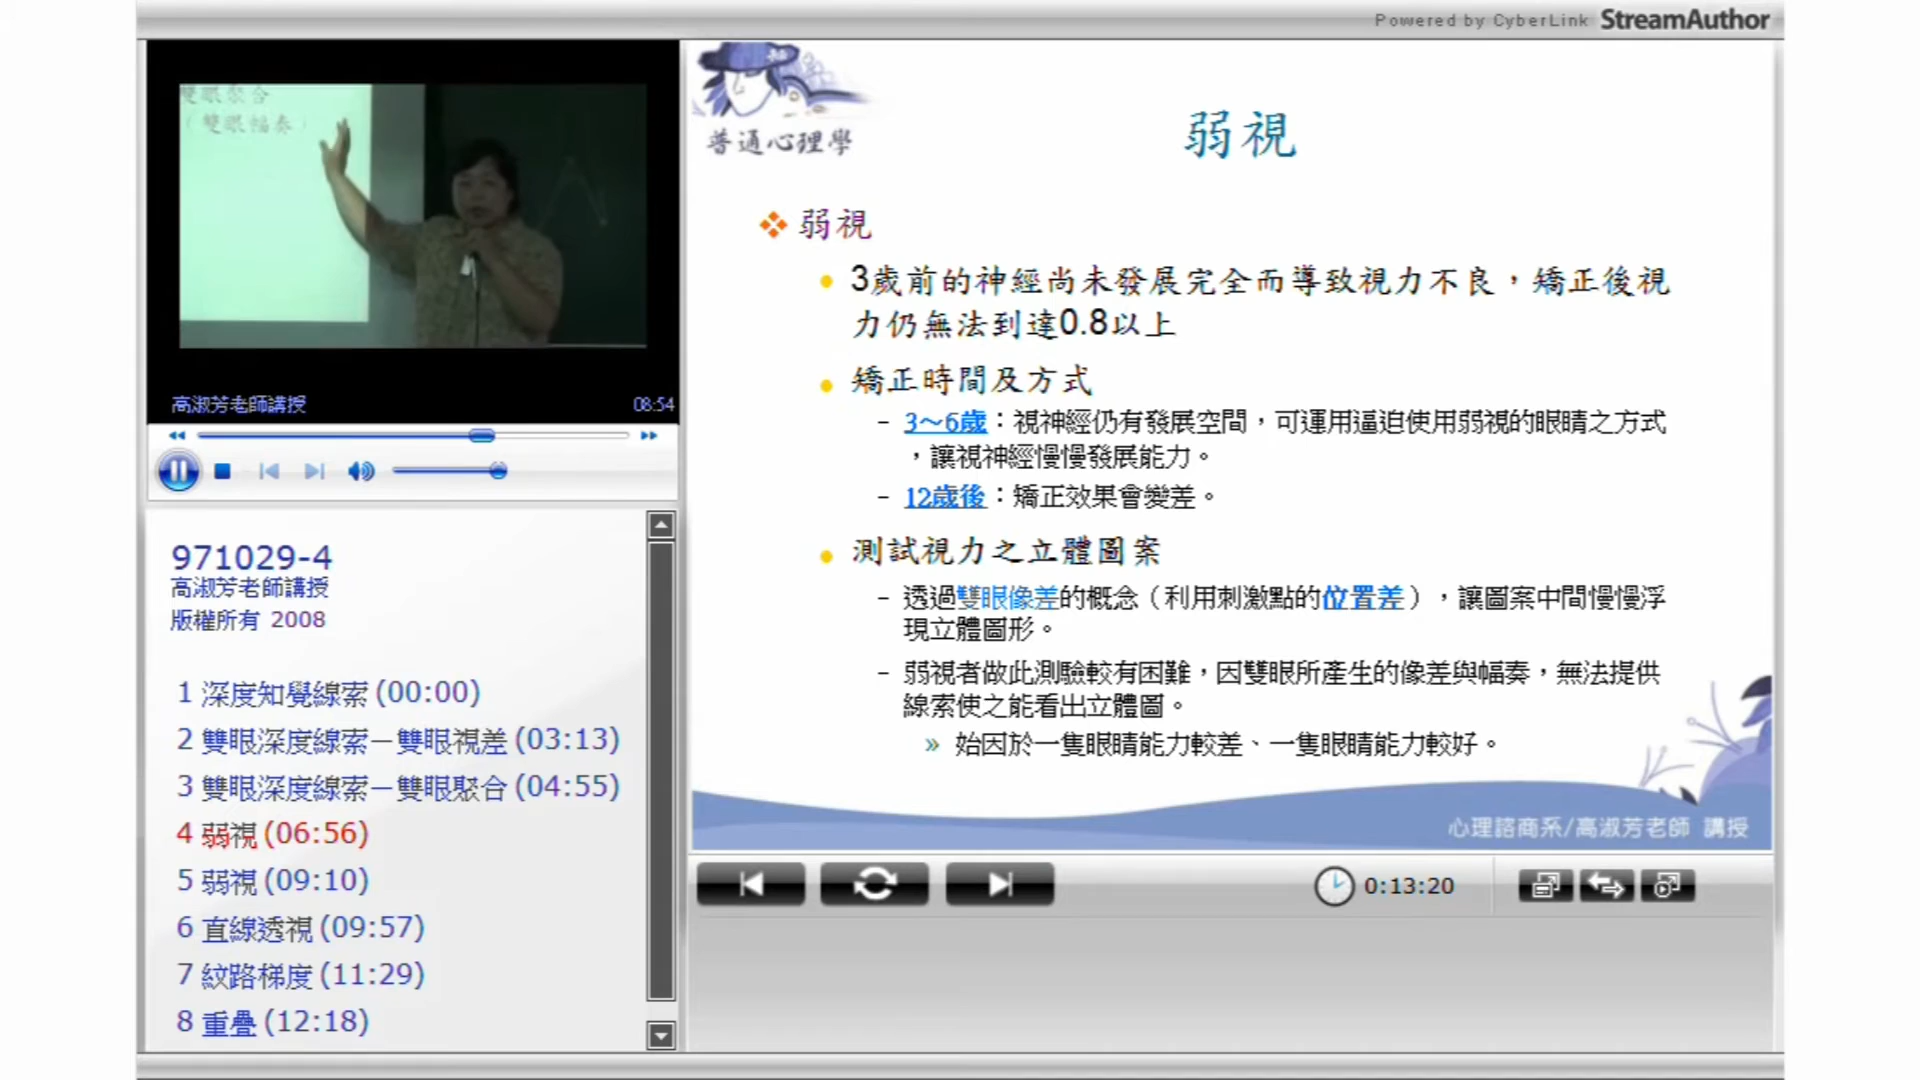 Powered by CyberLink StreamAuthor
雙眼聚合
（雙眼幅奏）
高淑芳老師講授
08:54
971029-4
高淑芳老師講授
版權所有 2008
1 深度知覺線索 (00:00)
2 雙眼深度線索－雙眼視差 (03:13)
3 雙眼深度線索－雙眼聚合 (04:55)
4 弱視 (06:56)
5 弱視 (09:10)
6 直線透視 (09:57)
7 紋路梯度 (11:29)
8 重疊 (12:18)
普通心理學
弱視
弱視
3歲前的神經尚未發展完全而導致視力不良，矯正後視
力仍無法到達0.8以上
矯正時間及方式
– 3～6歲：視神經仍有發展空間，可運用逼迫使用弱視的眼睛之方式
，讓視神經慢慢發展能力。
– 12歲後：矯正效果會變差。
測試視力之立體圖案
– 透過雙眼像差的概念（利用刺激點的位置差），讓圖案中間慢慢浮
現立體圖形。
– 弱視者做此測驗較有困難，因雙眼所產生的像差與幅奏，無法提供
線索使之能看出立體圖。
» 始因於一隻眼睛能力較差、一隻眼睛能力較好。
心理諮商系/高淑芳老師 講授
0:13:20